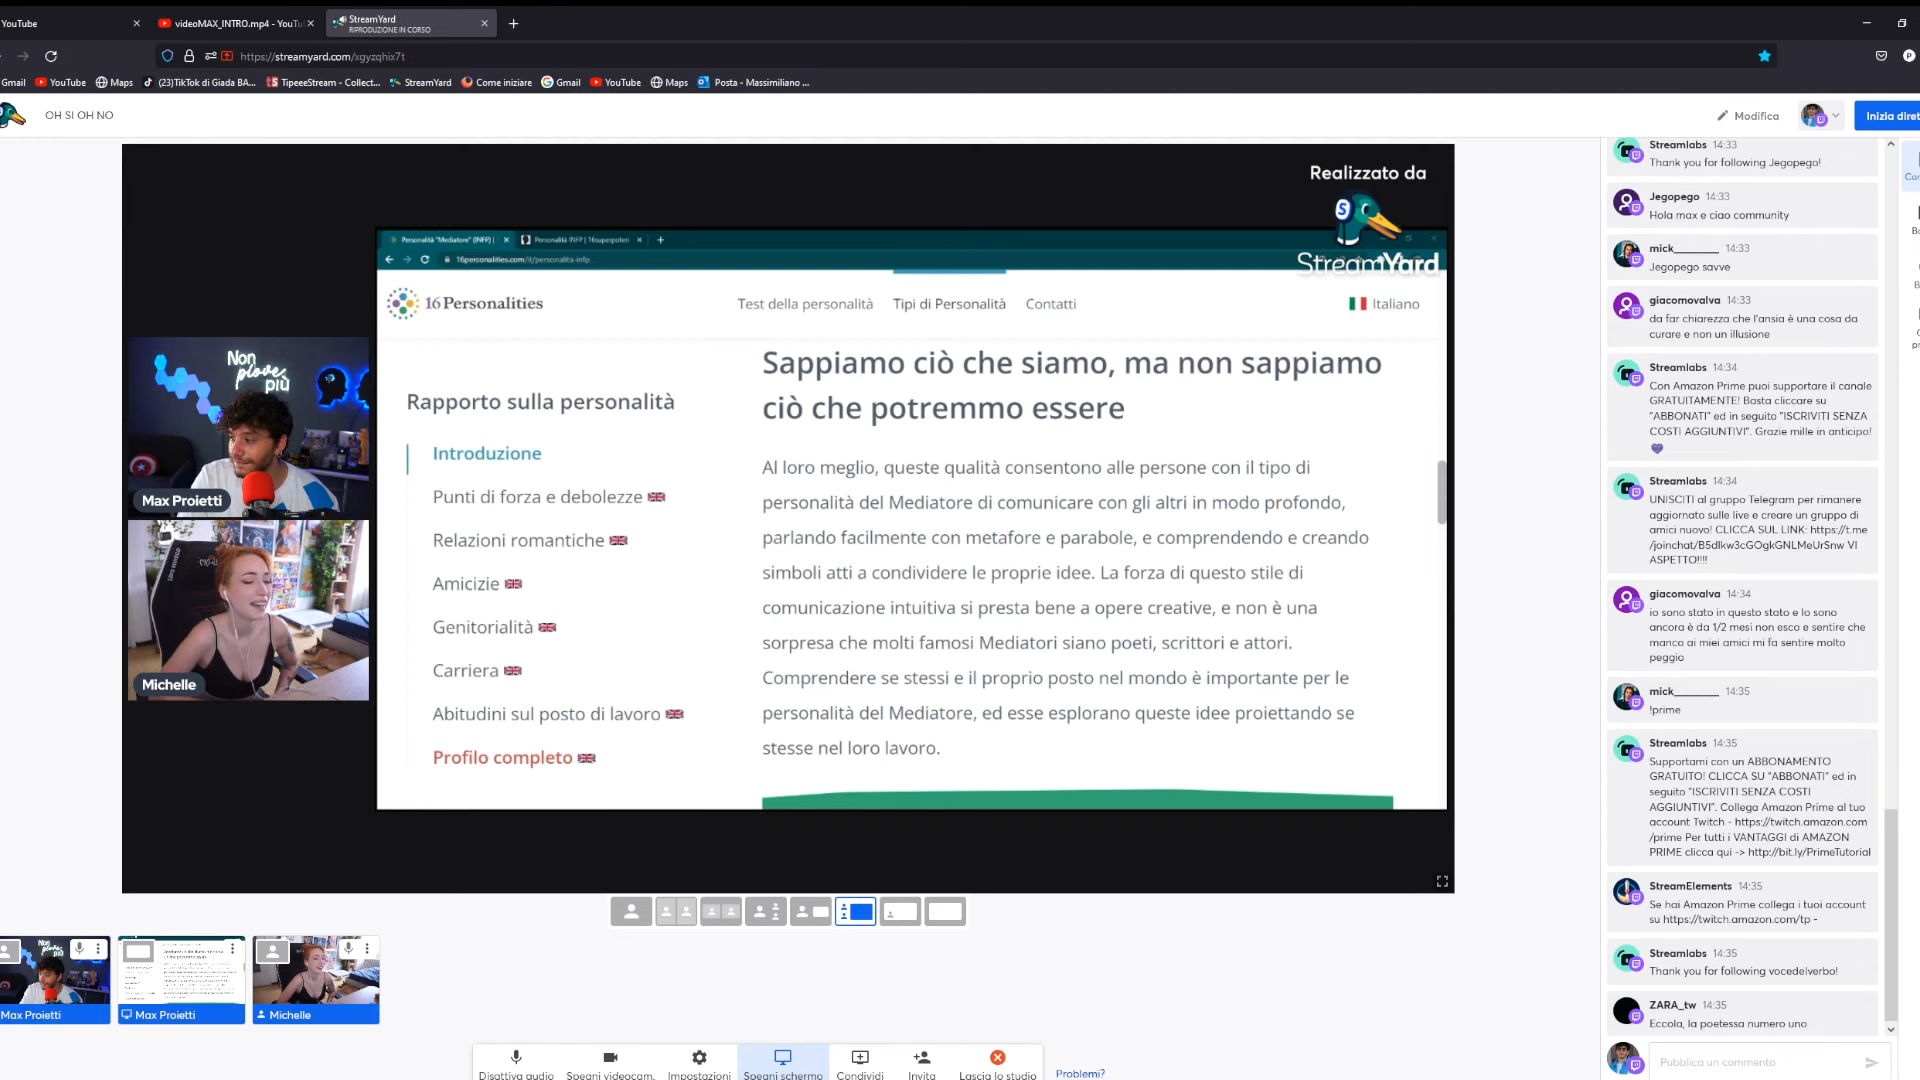 YouTube
videoMAX_INTRO.mp4 - YouTu
StreamYard
RIPRODUZIONE IN CORSO
https://streamyard.com/xgyzqhix7t
Gmail
YouTube
Maps
(23)TikTok di Giada BA...
TipeeeStream - Collect...
StreamYard
Come iniziare
Gmail
YouTube
Maps
Posta - Massimiliano ...
OH SI OH NO
Modifica
Inizia diret
Realizzato da
StreamYard
Personalità "Mediatore" (INFP) |
Personalità INFP | 16superpoteri
16personalities.com/it/personalita-infp
16Personalities
Test della personalità
Tipi di Personalità
Contatti
Italiano
Rapporto sulla personalità
Introduzione
Punti di forza e debolezze
Relazioni romantiche
Amicizie
Genitorialità
Carriera
Abitudini sul posto di lavoro
Profilo completo
Sappiamo ciò che siamo, ma non sappiamo
ciò che potremmo essere
Al loro meglio, queste qualità consentono alle persone con il tipo di
personalità del Mediatore di comunicare con gli altri in modo profondo,
parlando facilmente con metafore e parabole, e comprendendo e creando
simboli atti a condividere le proprie idee. La forza di questo stile di
comunicazione intuitiva si presta bene a opere creative, e non è una
sorpresa che molti famosi Mediatori siano poeti, scrittori e attori.
Comprendere se stessi e il proprio posto nel mondo è importante per le
personalità del Mediatore, ed esse esplorano queste idee proiettando se
stesse nel loro lavoro.
Non
piove
più
Max Proietti
Michelle
Max Proietti
Max Proietti
Michelle
Disattiva audio
Spegni videocam.
Impostazioni
Spegni schermo
Condividi
Invita
Lascia lo studio
Problemi?
Streamlabs 14:33
Thank you for following Jegopego!
Jegopego 14:33
Hola max e ciao community
mick________ 14:33
Jegopego savve
giacomovalva 14:33
da far chiarezza che l'ansia è una cosa da
curare e non un illusione
Streamlabs 14:34
Con Amazon Prime puoi supportare il canale
GRATUITAMENTE! Basta cliccare su
"ABBONATI" ed in seguito "ISCRIVITI SENZA
COSTI AGGIUNTIVI". Grazie mille in anticipo!
💜
Streamlabs 14:34
UNISCITI al gruppo Telegram per rimanere
aggiornato sulle live e creare un gruppo di
amici nuovo! CLICCA SUL LINK: https://t.me
/joinchat/B5dIkw3cGOgkGNLMeUrSnw VI
ASPETTO!!!!
giacomovalva 14:34
io sono stato in questo stato e lo sono
ancora è da 1/2 mesi non esco e sentire che
manco ai miei amici mi fa sentire molto
peggio
mick________ 14:35
!prime
Streamlabs 14:35
Supportami con un ABBONAMENTO
GRATUITO! CLICCA SU "ABBONATI" ed in
seguito "ISCRIVITI SENZA COSTI
AGGIUNTIVI". Collega Amazon Prime al tuo
account Twitch - https://twitch.amazon.com
/prime Per tutti i VANTAGGI di AMAZON
PRIME clicca qui -> http://bit.ly/PrimeTutorial
StreamElements 14:35
Se hai Amazon Prime collega i tuoi account
su https://twitch.amazon.com/tp -
Streamlabs 14:35
Thank you for following vocedelverbo!
ZARA_tw 14:35
Eccola, la poetessa numero uno
Pubblica un commento